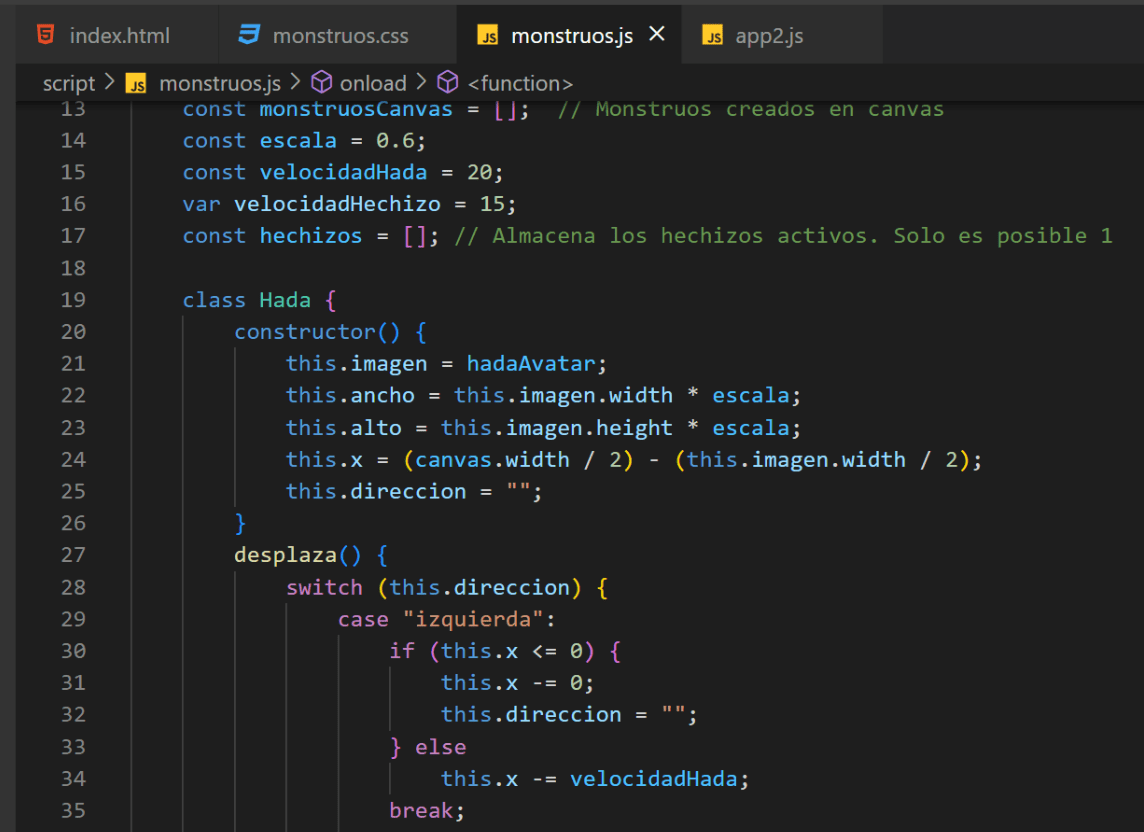 index.html monstruos.css JS monstruos.js × JS app2.js
script > JS monstruos.js > onload > <function>
13 const monstruosCanvas = []; // Monstruos creados en canvas
14 const escala = 0.6;
15 const velocidadHada = 20;
16 var velocidadHechizo = 15;
17 const hechizos = []; // Almacena los hechizos activos. Solo es posible 1
18
19 class Hada {
20 constructor() {
21 this.imagen = hadaAvatar;
22 this.ancho = this.imagen.width * escala;
23 this.alto = this.imagen.height * escala;
24 this.x = (canvas.width / 2) - (this.imagen.width / 2);
25 this.direccion = "";
26 }
27 desplaza() {
28 switch (this.direccion) {
29 case "izquierda":
30 if (this.x <= 0) {
31 this.x -= 0;
32 this.direccion = "";
33 } else
34 this.x -= velocidadHada;
35 break;